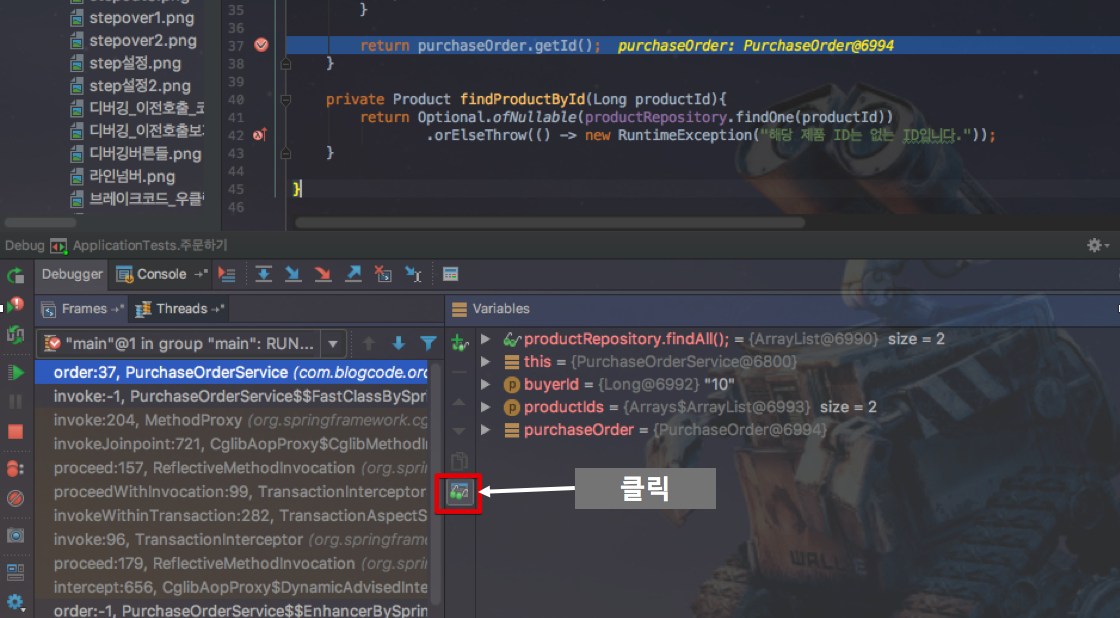 stepover1.png
stepover2.png
step설정.png
step설정2.png
디버깅_이전호출_코
디버깅_이전호출보기
디버깅버튼들.png
라인넘버.png
브레이크코드_우클릭
35 }
36
37 return purchaseOrder.getId(); purchaseOrder: PurchaseOrder@6994
38 }
39
40 private Product findProductById(Long productId){
41 return Optional.ofNullable(productRepository.findOne(productId))
42 .orElseThrow(() -> new RuntimeException("해당 제품 ID는 없는 ID입니다."));
43 }
44
45 }
46
Debug ApplicationTests.주문하기
Debugger Console
Frames Threads
Variables
"main"@1 in group "main": RUN...
order:37, PurchaseOrderService (com.blogcode.orc
invoke:-1, PurchaseOrderService$$FastClassBySpr
invoke:204, MethodProxy (org.springframework.cg
invokeJoinpoint:721, CglibAopProxy$CglibMethodIn
proceed:157, ReflectiveMethodInvocation (org.sprin
proceedWithInvocation:99, TransactionInterceptor
invokeWithinTransaction:282, TransactionAspectS
invoke:96, TransactionInterceptor (org.springframe
proceed:179, ReflectiveMethodInvocation (org.sprin
intercept:656, CglibAopProxy$DynamicAdvisedInte
order:-1, PurchaseOrderService$$EnhancerBySprin
productRepository.findAll(); = {ArrayList@6990} size = 2
this = {PurchaseOrderService@6800}
buyerId = {Long@6992} "10"
productIds = {Arrays$ArrayList@6993} size = 2
purchaseOrder = {PurchaseOrder@6994}
클릭
WALL·E